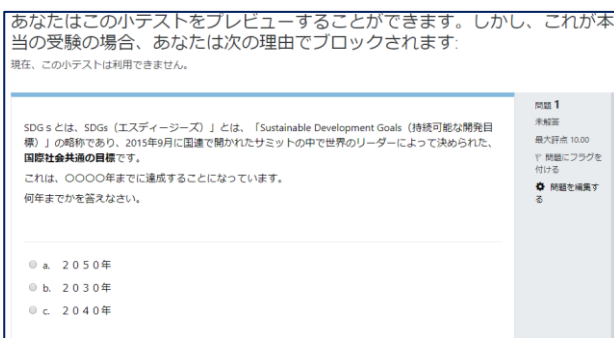 あなたはこの小テストをプレビューすることができます。しかし、これが本
当の受験の場合、あなたは次の理由でブロックされます:
現在、この小テストは利用できません。
SDGｓとは、SDGs（エスディージーズ）」とは、「Sustainable Development Goals（持続可能な開発目
標）」の略称であり、2015年9月に国連で開かれたサミットの中で世界のリーダーによって決められた、
国際社会共通の目標です。
これは、〇〇〇〇年までに達成することになっています。
何年までかを答えなさい。
a. ２０５０年
b. ２０３０年
c. ２０４０年
問題 1
未解答
最大評点 10.00
問題にフラグを
付ける
問題を編集す
る